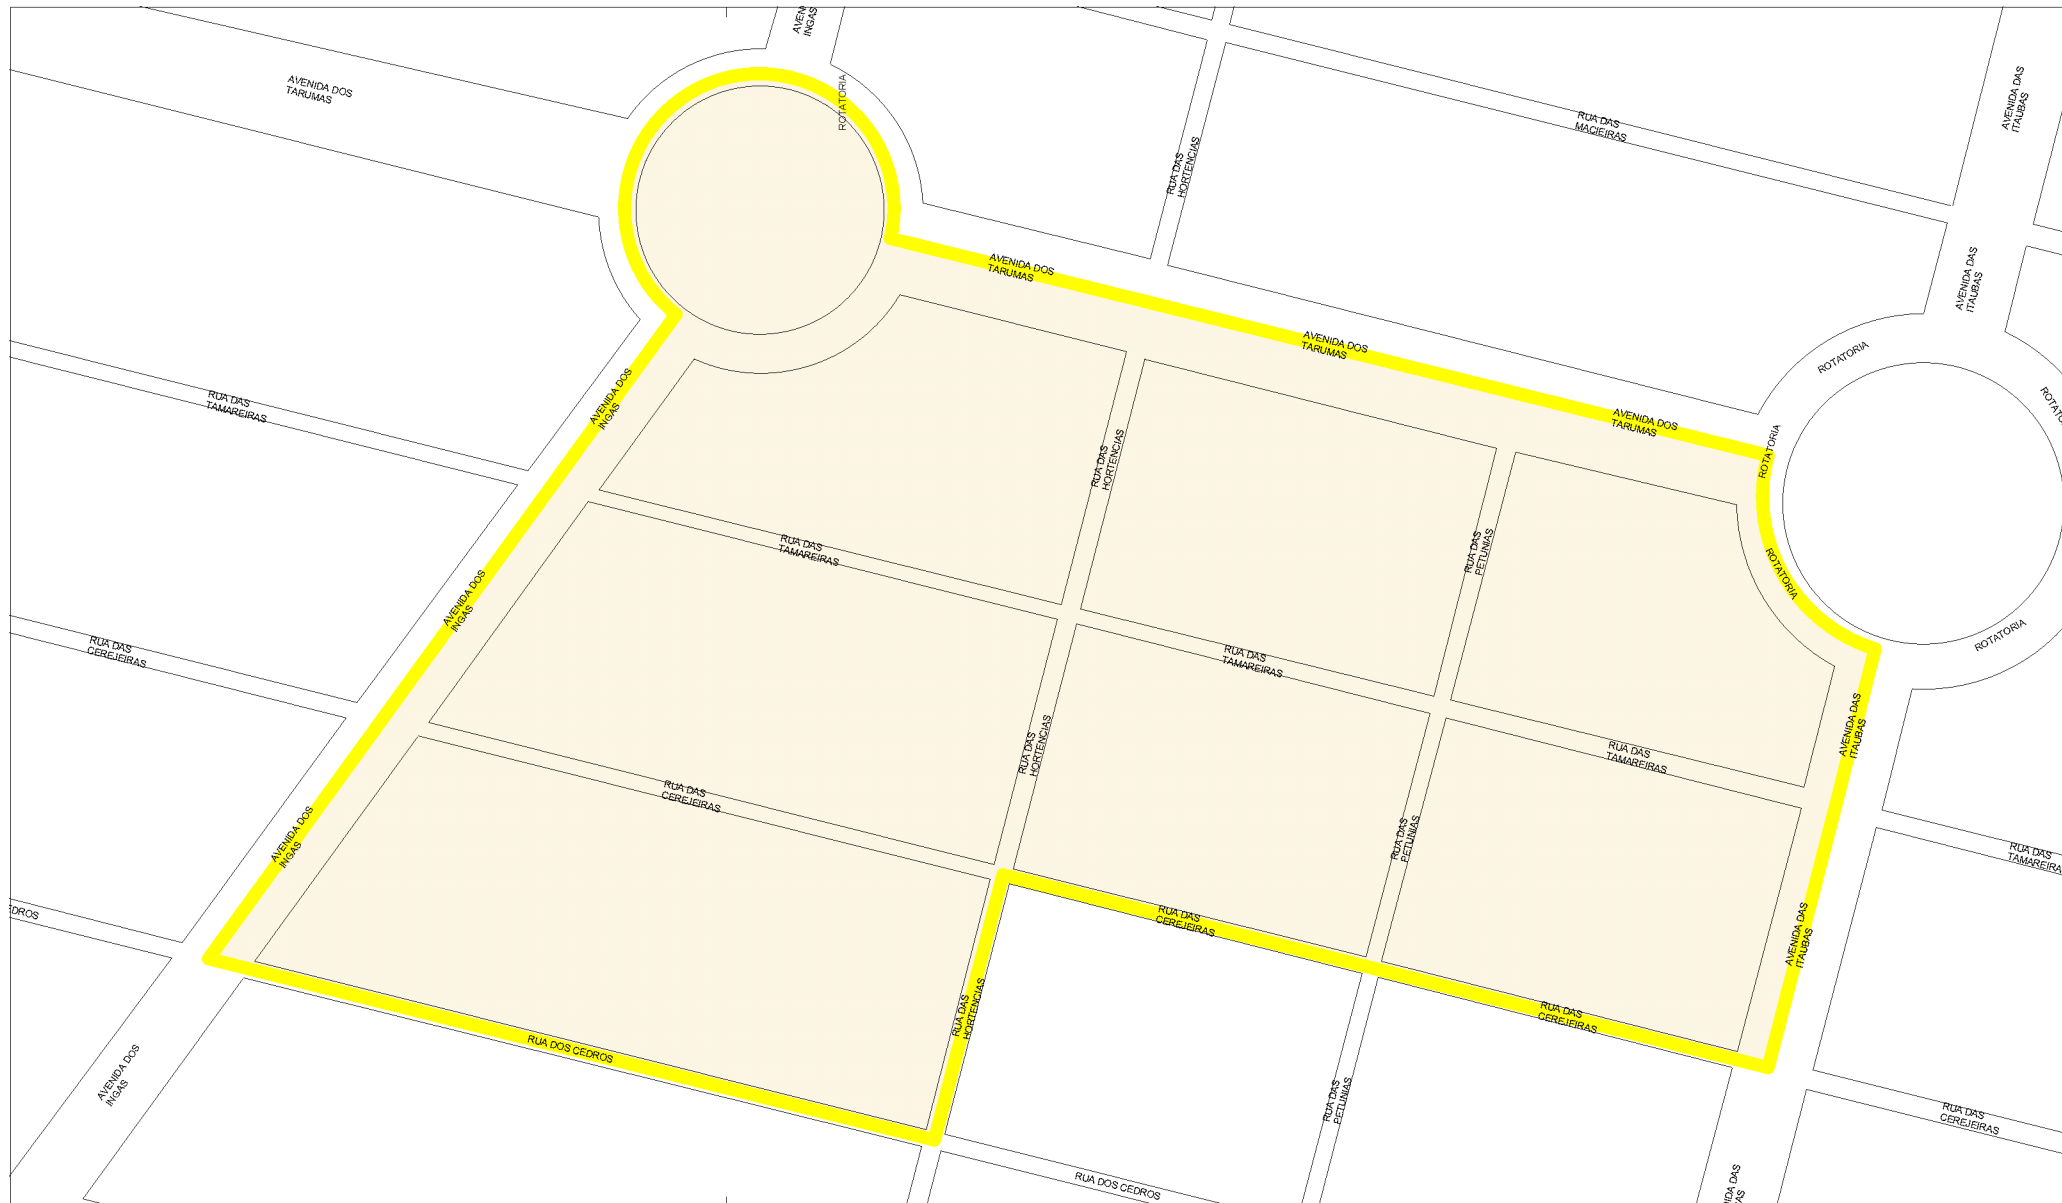 AVENIDA DOS
INGAS
AVENIDA DOS
TARUMAS
ROTATORIA
AVENIDA DAS
ITAUBAS
RUA DAS
MACIEIRAS
RUA DAS
HORTENCIAS
AVENIDA DOS
TARUMAS
AVENIDA DAS
ITAUBAS
AVENIDA DOS
TARUMAS
ROTATORIA
RUA DAS
TAMAREIRAS
AVENIDA DOS
INGAS
AVENIDA DOS
TARUMAS
ROTATORIA
RUA DAS
HORTENCIAS
RUA DAS
TAMAREIRAS
RUA DAS
PETUNIAS
ROTATORIA
AVENIDA DOS
INGAS
RUA DAS
CEREJEIRAS
RUA DAS
TAMAREIRAS
ROTATORIA
RUA DAS
HORTENCIAS
RUA DAS
TAMAREIRAS
AVENIDA DAS
ITAUBAS
RUA DAS
CEREJEIRAS
AVENIDA DOS
INGAS
RUA DAS
PETUNIAS
RUA DAS
TAMAREIRA
EDROS
RUA DAS
CEREJEIRAS
AVENIDA DAS
ITAUBAS
RUA DAS
HORTENCIAS
RUA DAS
CEREJEIRAS
RUA DOS CEDROS
AVENIDA DOS
INGAS
RUA DAS
PETUNIAS
RUA DAS
CEREJEIRAS
RUA DOS CEDROS